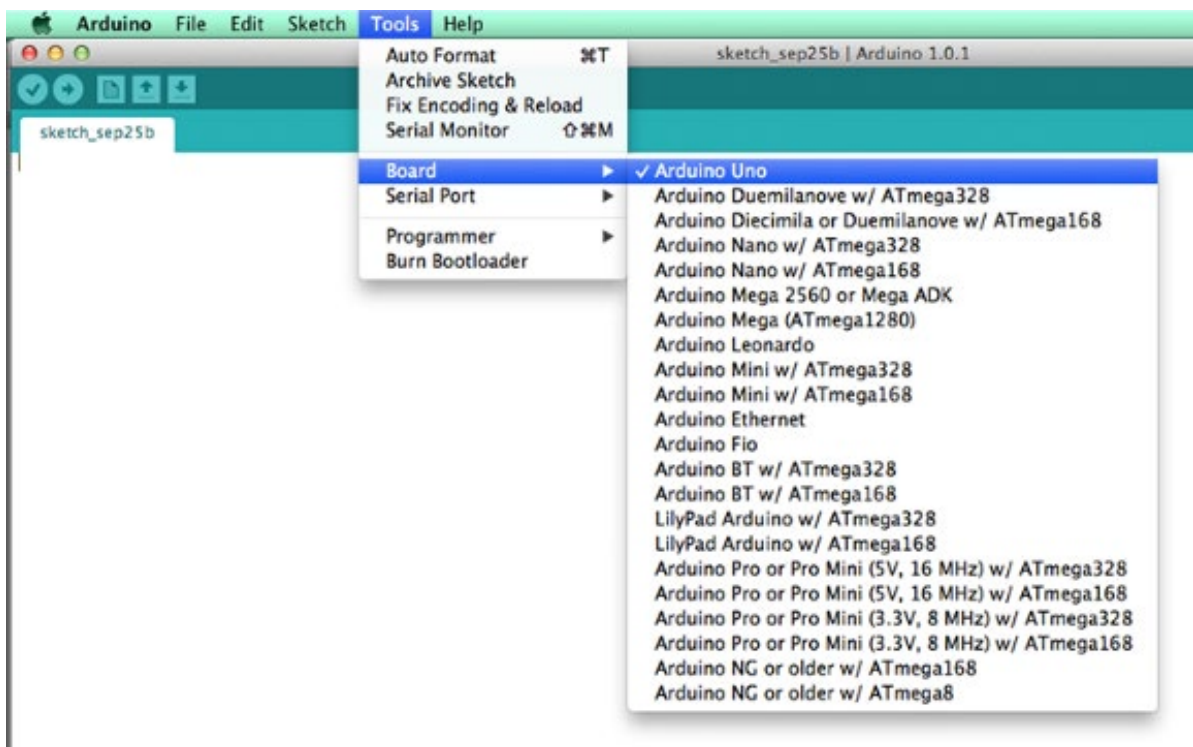 Arduino File Edit Sketch Tools Help
sketch_sep25b | Arduino 1.0.1
sketch_sep25b
Auto Format ⌘T
Archive Sketch
Fix Encoding & Reload
Serial Monitor ⇧⌘M
Board
Serial Port
Programmer
Burn Bootloader
✓ Arduino Uno
Arduino Duemilanove w/ ATmega328
Arduino Diecimila or Duemilanove w/ ATmega168
Arduino Nano w/ ATmega328
Arduino Nano w/ ATmega168
Arduino Mega 2560 or Mega ADK
Arduino Mega (ATmega1280)
Arduino Leonardo
Arduino Mini w/ ATmega328
Arduino Mini w/ ATmega168
Arduino Ethernet
Arduino Fio
Arduino BT w/ ATmega328
Arduino BT w/ ATmega168
LilyPad Arduino w/ ATmega328
LilyPad Arduino w/ ATmega168
Arduino Pro or Pro Mini (5V, 16 MHz) w/ ATmega328
Arduino Pro or Pro Mini (5V, 16 MHz) w/ ATmega168
Arduino Pro or Pro Mini (3.3V, 8 MHz) w/ ATmega328
Arduino Pro or Pro Mini (3.3V, 8 MHz) w/ ATmega168
Arduino NG or older w/ ATmega168
Arduino NG or older w/ ATmega8